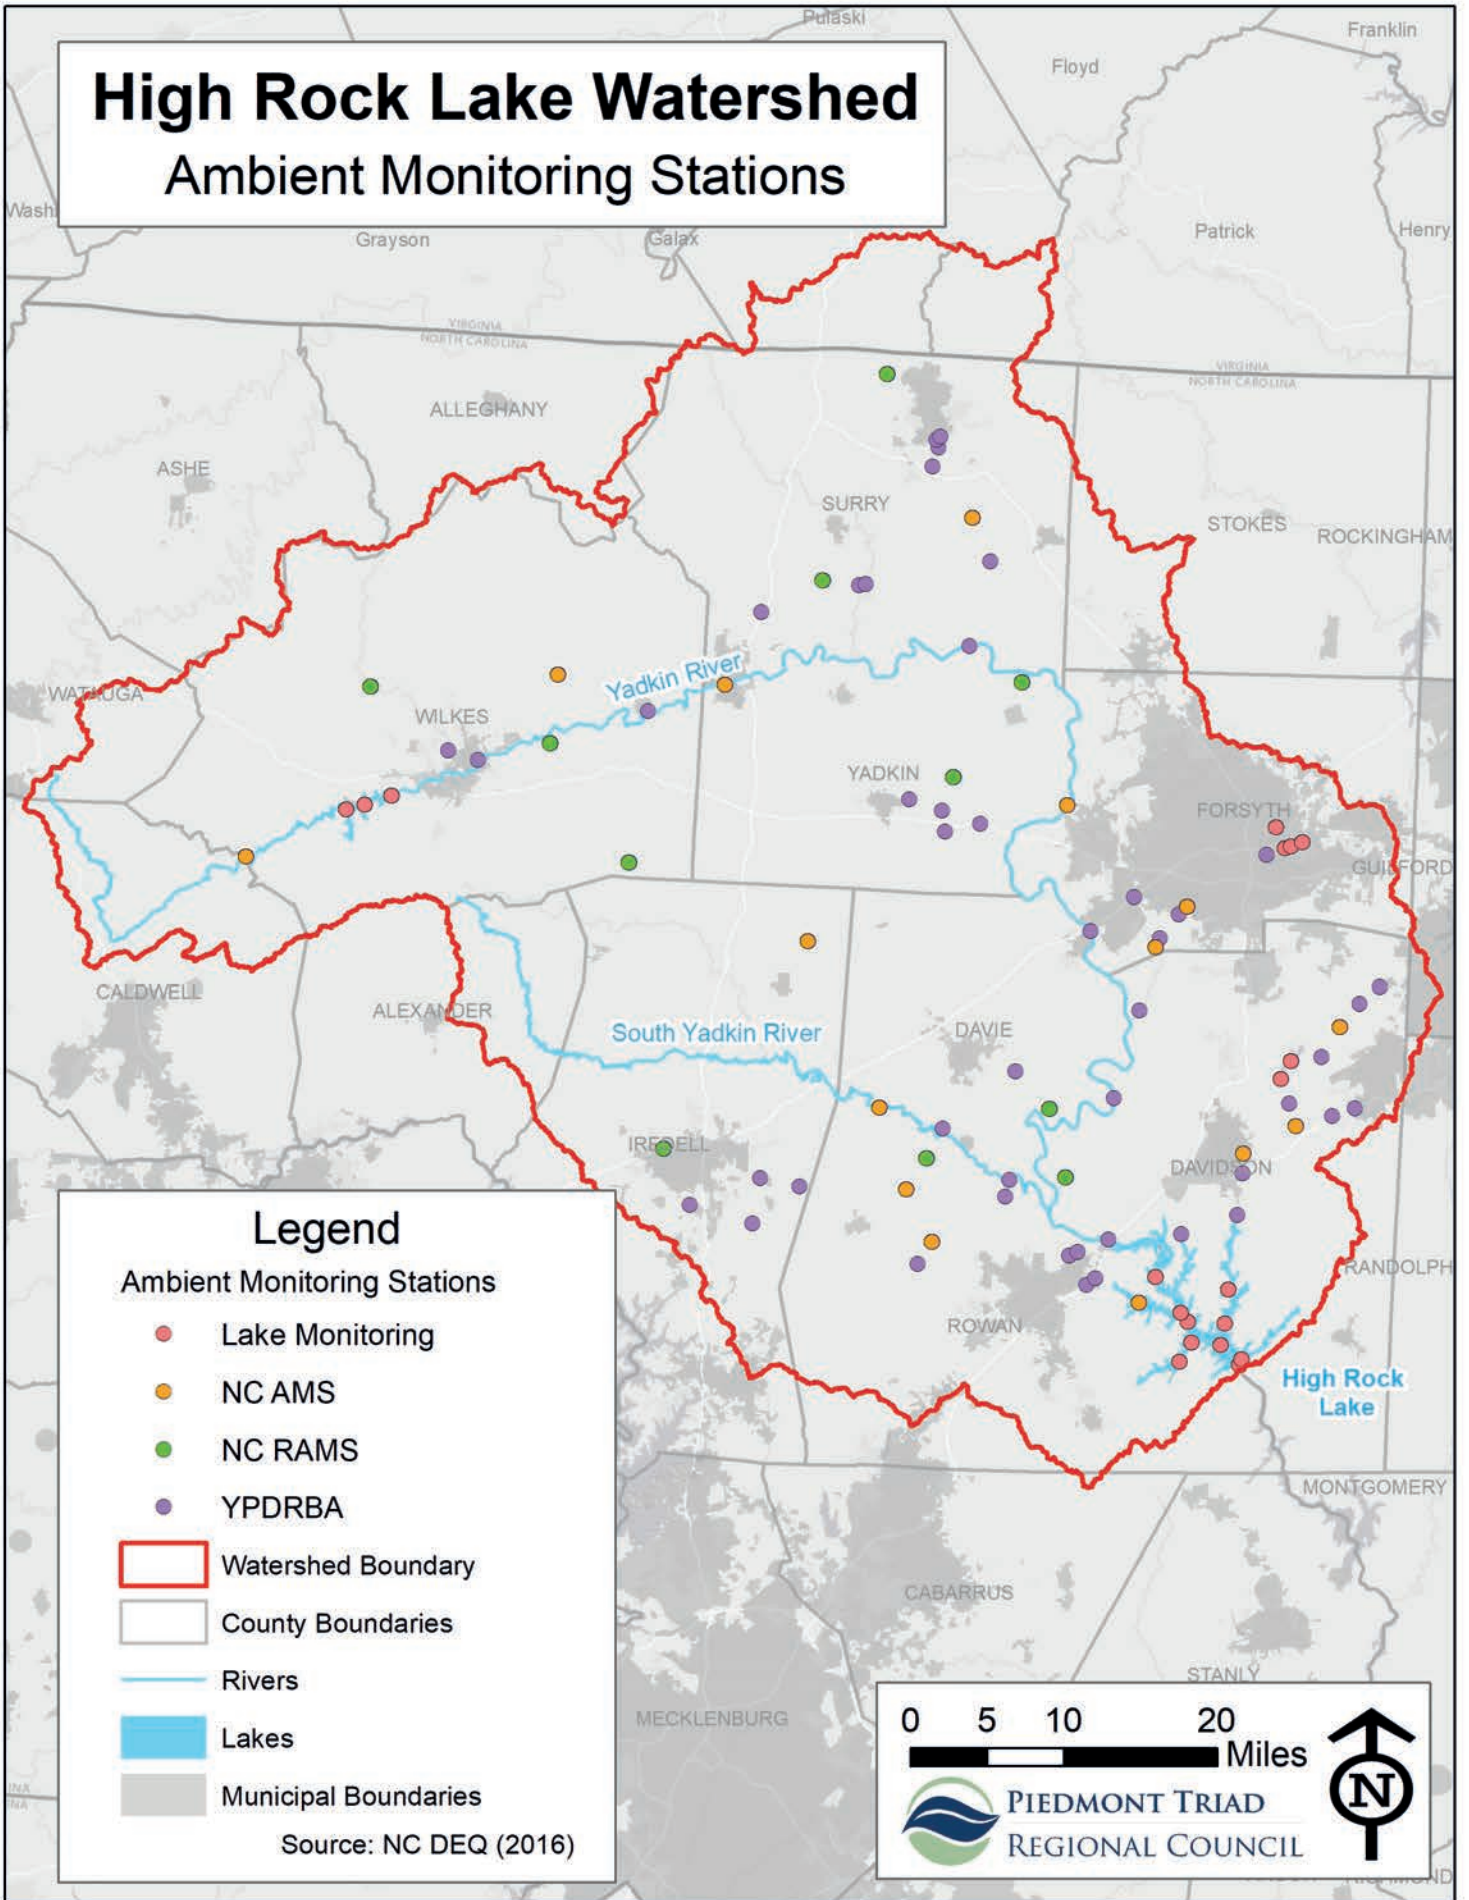 Pulaski
Franklin
Floyd
High Rock Lake Watershed
Ambient Monitoring Stations
Washi
Grayson
Galax
Patrick
Henry
VIRGINIA
NORTH CAROLINA
VIRGINIA
NORTH CAROLINA
ALLEGHANY
ASHE
SURRY
STOKES
ROCKINGHAM
WATAUGA
Yadkin River
WILKES
YADKIN
FORSYTH
GUILFORD
CALDWELL
ALEXANDER
South Yadkin River
DAVIE
IREDELL
DAVIDSON
RANDOLPH
ROWAN
High Rock
Lake
MONTGOMERY
CABARRUS
STANLY
MECKLENBURG
Legend
Ambient Monitoring Stations
Lake Monitoring
NC AMS
NC RAMS
YPDRBA
Watershed Boundary
County Boundaries
Rivers
Lakes
Municipal Boundaries
Source: NC DEQ (2016)
0 5 10 20
Miles
N
PIEDMONT TRIAD
REGIONAL COUNCIL